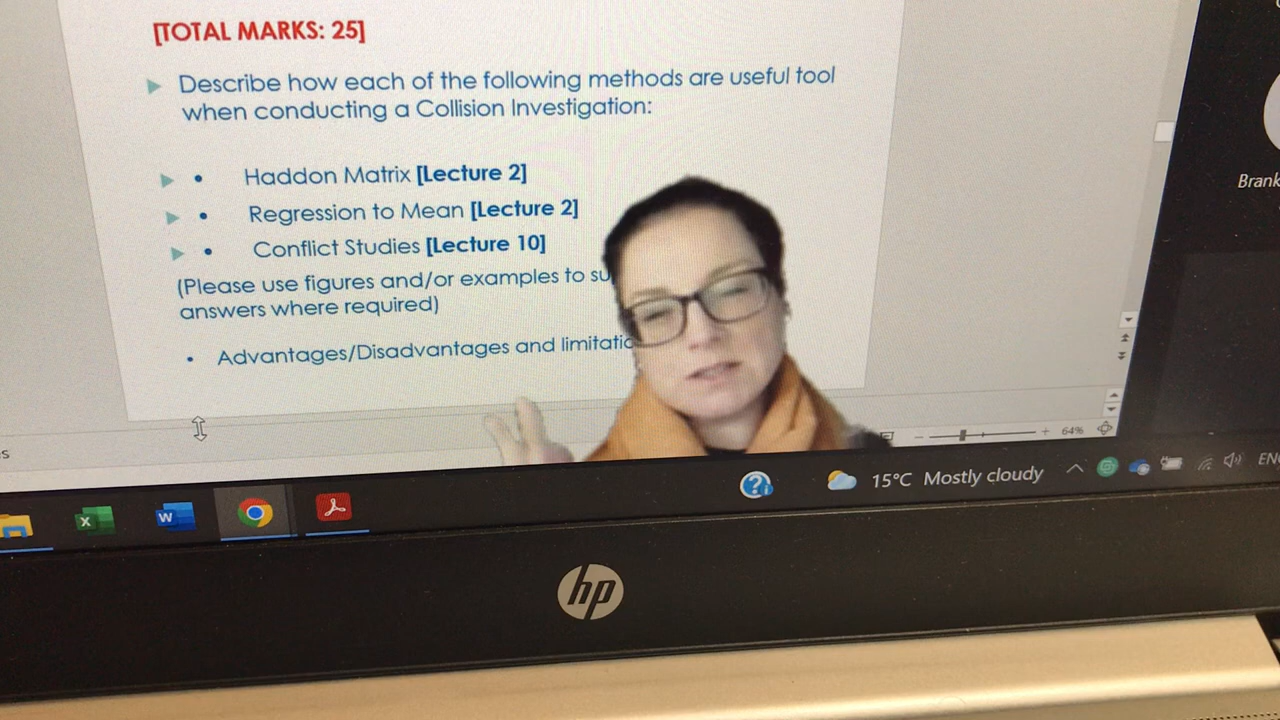 [TOTAL MARKS: 25]
Describe how each of the following methods are useful tool
when conducting a Collision Investigation:
• Haddon Matrix [Lecture 2]
• Regression to Mean [Lecture 2]
• Conflict Studies [Lecture 10]
(Please use figures and/or examples to
answers where required)
• Advantages/Disadvantages and
64%
15°C Mostly cloudy
hp